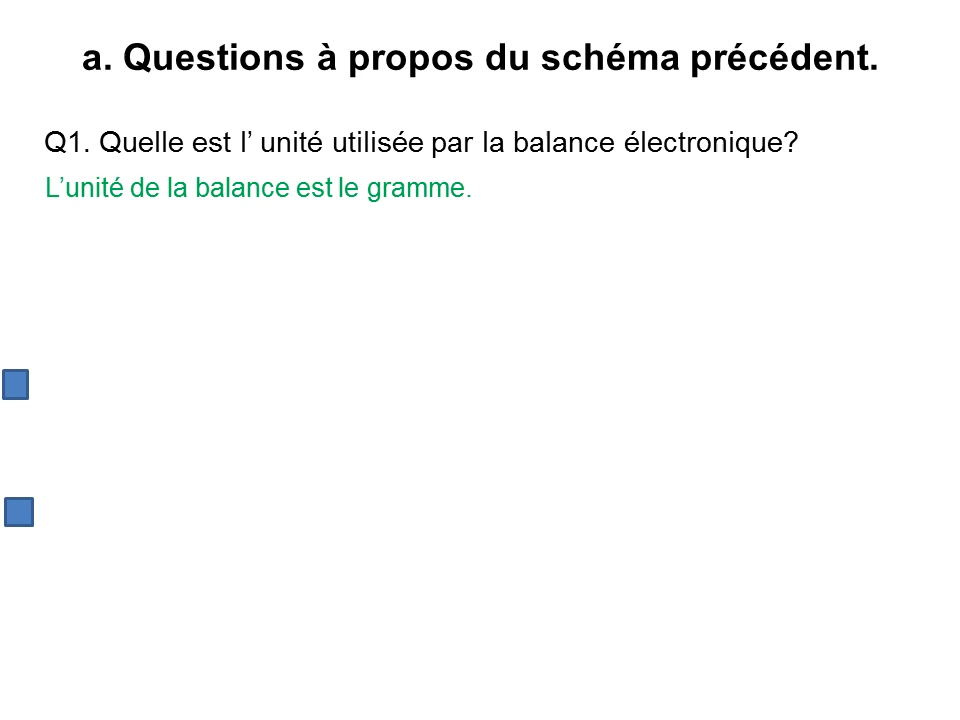 a. Questions à propos du schéma précédent.
Q1. Quelle est l’ unité utilisée par la balance électronique?
L’unité de la balance est le gramme.